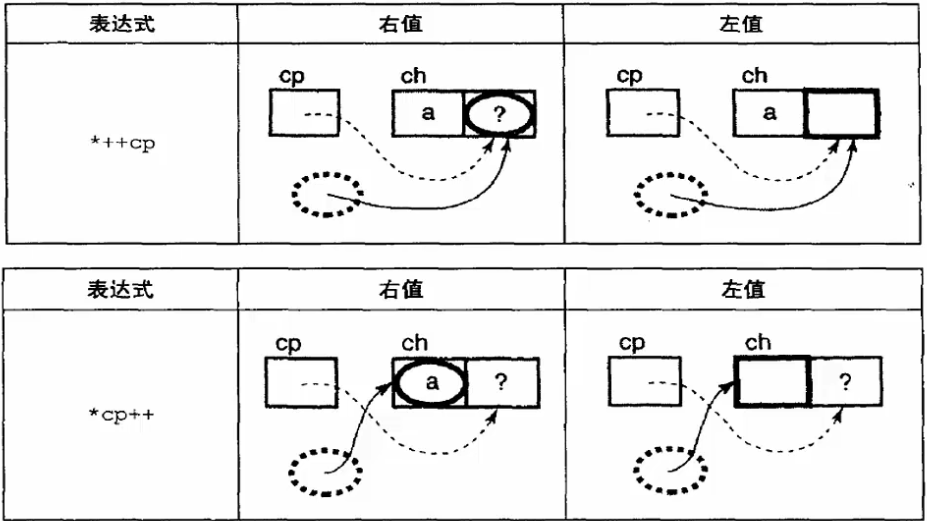 表达式 右值 左值
cp ch cp ch
a ? a
*++cp
表达式 右值 左值
cp ch cp ch
a ? ?
*cp++